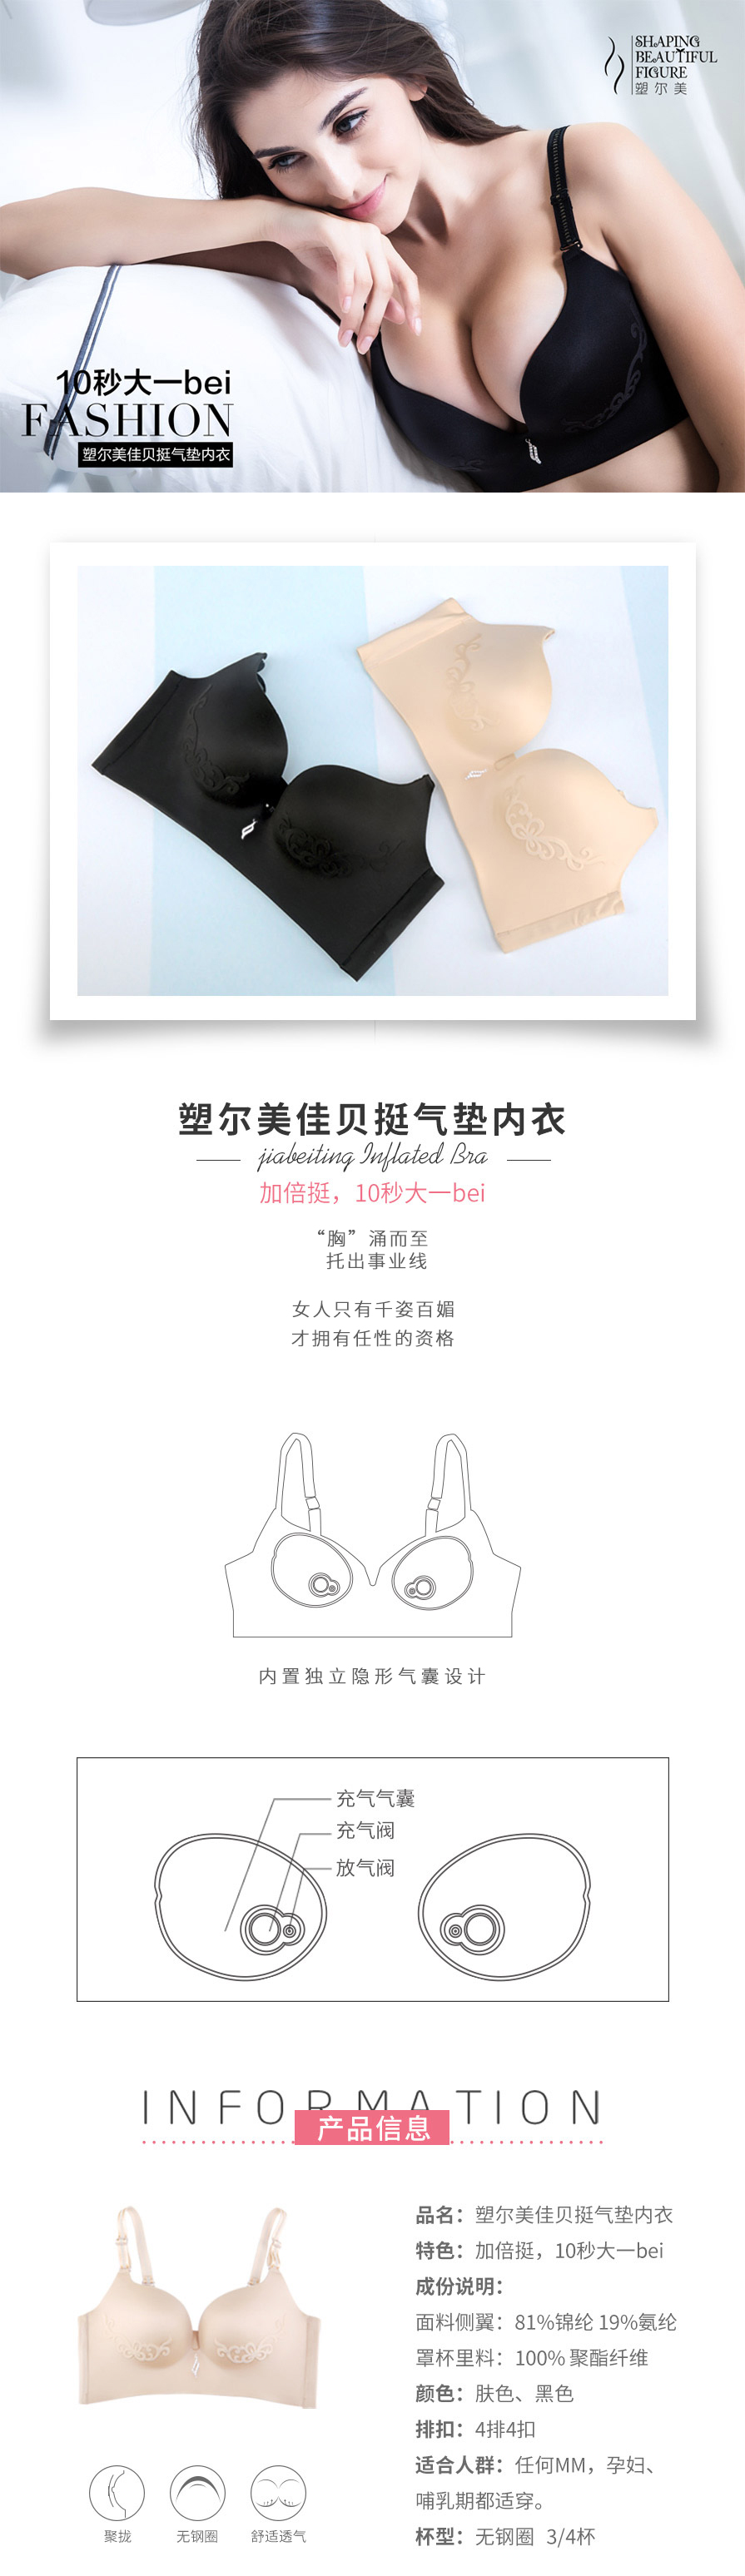 SHAPING
BEAUTIFUL
FIGURE
塑尔美
10秒大一bei
FASHION
塑尔美佳贝挺气垫内衣
塑尔美佳贝挺气垫内衣
jiabeiting Inflated Bra
加倍挺，10秒大一bei
“胸”涌而至
托出事业线
女人只有千姿百媚
才拥有任性的资格
内置独立隐形气囊设计
充气气囊
充气阀
放气阀
INFORMATION
产品信息
品名：塑尔美佳贝挺气垫内衣
特色：加倍挺，10秒大一bei
成份说明：
面料侧翼：81%锦纶 19%氨纶
罩杯里料：100% 聚酯纤维
颜色：肤色、黑色
排扣：4排4扣
适合人群：任何MM，孕妇、
哺乳期都适穿。
杯型：无钢圈 3/4杯
聚拢
无钢圈
舒适透气